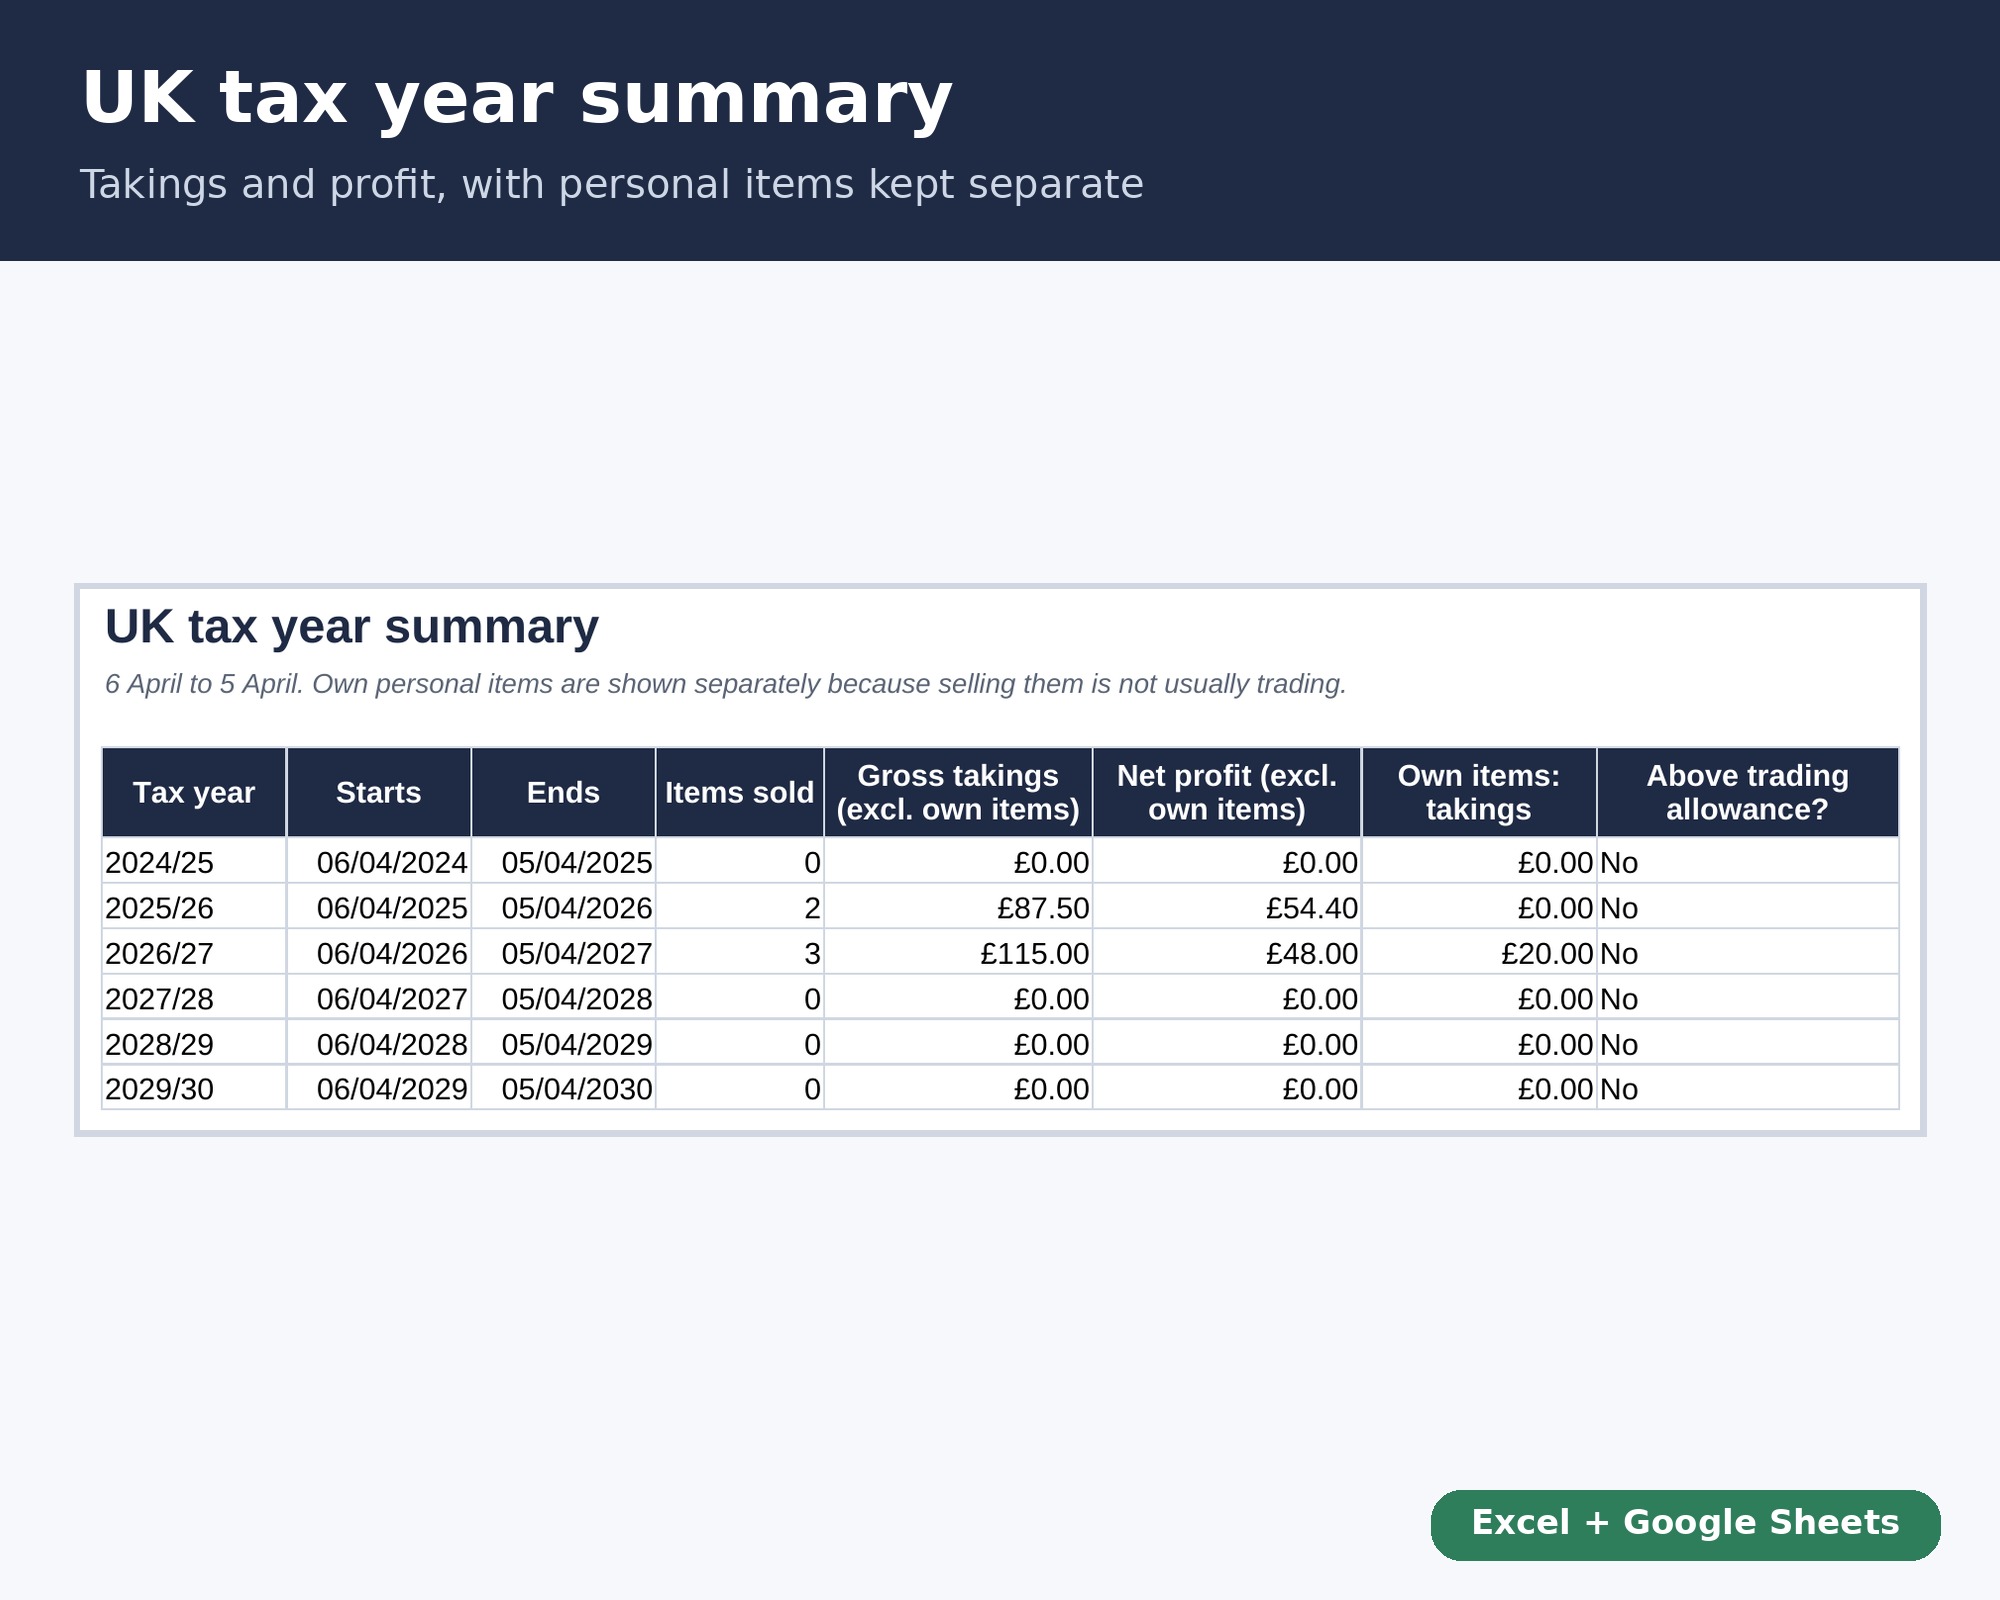 UK tax year summary
Takings and profit, with personal items kept separate
UK tax year summary
6 April to 5 April. Own personal items are shown separately because selling them is not usually trading.
Tax year Starts Ends Items sold Gross takings (excl. own items) Net profit (excl. own items) Own items: takings Above trading allowance?
2024/25 06/04/2024 05/04/2025 0 £0.00 £0.00 £0.00 No
2025/26 06/04/2025 05/04/2026 2 £87.50 £54.40 £0.00 No
2026/27 06/04/2026 05/04/2027 3 £115.00 £48.00 £20.00 No
2027/28 06/04/2027 05/04/2028 0 £0.00 £0.00 £0.00 No
2028/29 06/04/2028 05/04/2029 0 £0.00 £0.00 £0.00 No
2029/30 06/04/2029 05/04/2030 0 £0.00 £0.00 £0.00 No
Excel + Google Sheets